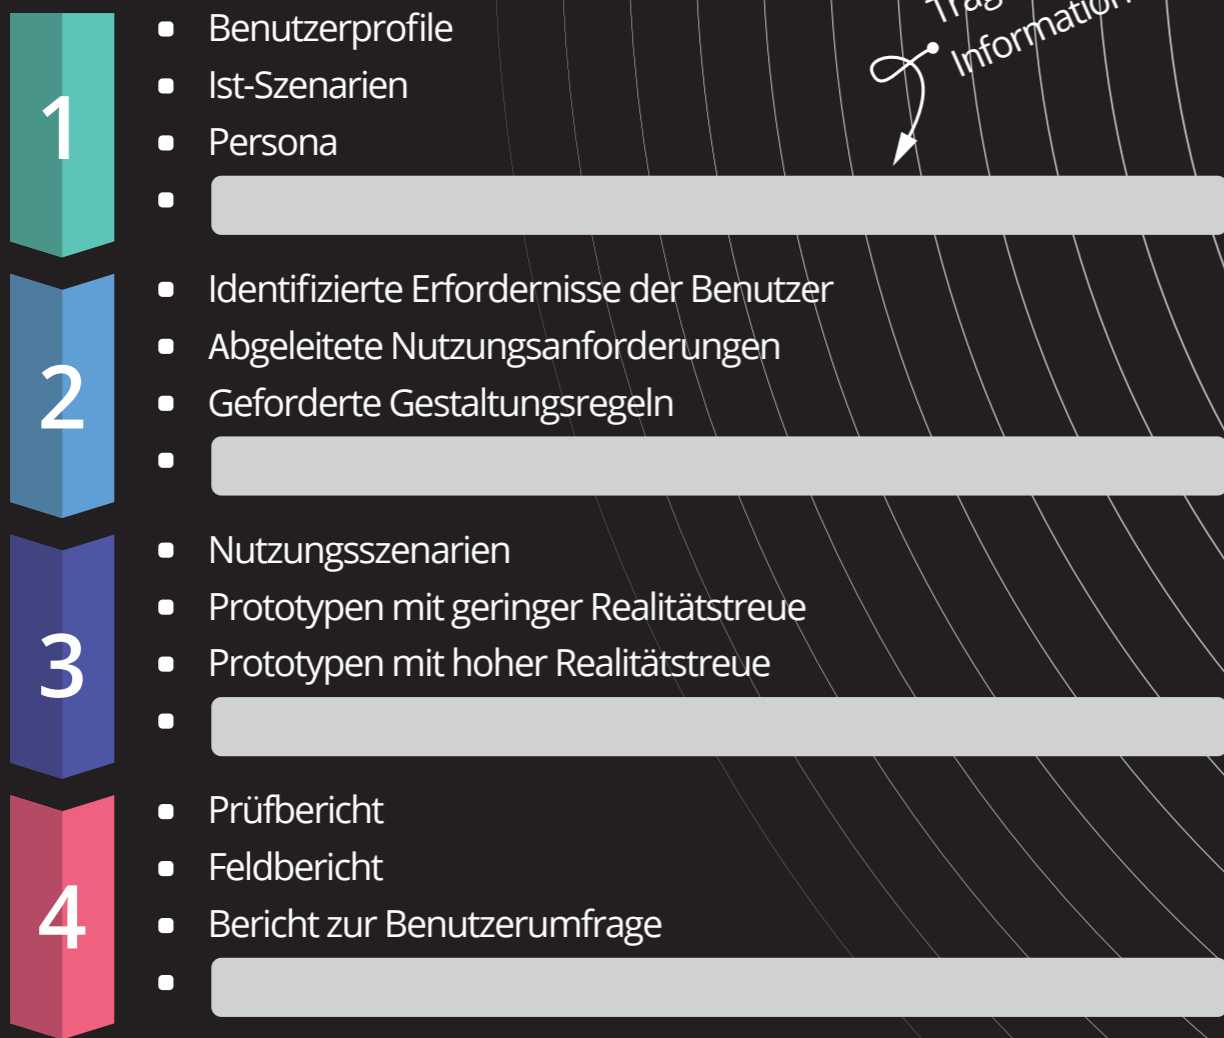 Information
1
Benutzerprofile
Ist-Szenarien
Persona
2
Identifizierte Erfordernisse der Benutzer
Abgeleitete Nutzungsanforderungen
Geforderte Gestaltungsregeln
3
Nutzungsszenarien
Prototypen mit geringer Realitätstreue
Prototypen mit hoher Realitätstreue
4
Prüfbericht
Feldbericht
Bericht zur Benutzerumfrage